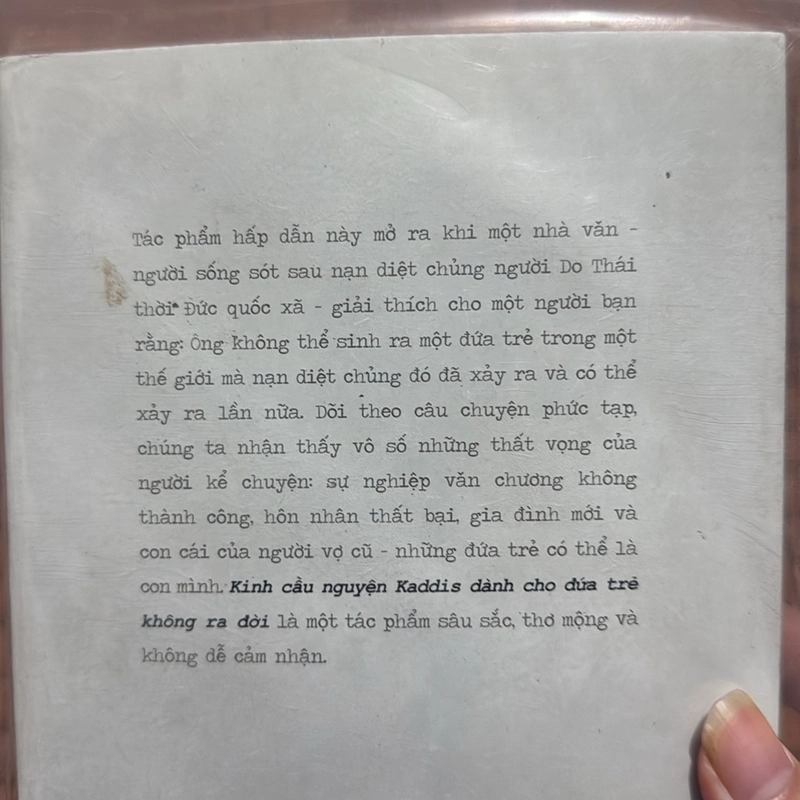 Tác phẩm hấp dẫn này mở ra khi một nhà văn -
người sống sót sau nạn diệt chủng người Do Thái
thời Đức quốc xã - giải thích cho một người bạn
rằng: Ông không thể sinh ra một đứa trẻ trong một
thế giới mà nạn diệt chủng đó đã xảy ra và có thể
xảy ra lần nữa. Dõi theo câu chuyện phức tạp,
chúng ta nhận thấy vô số những thất vọng của
người kể chuyện: sự nghiệp văn chương không
thành công, hôn nhân thất bại, gia đình mới và
con cái của người vợ cũ - những đứa trẻ có thể là
con mình. Kinh cầu nguyện Kaddis dành cho đứa trẻ
không ra đời là một tác phẩm sâu sắc, thơ mộng và
không dễ cảm nhận.